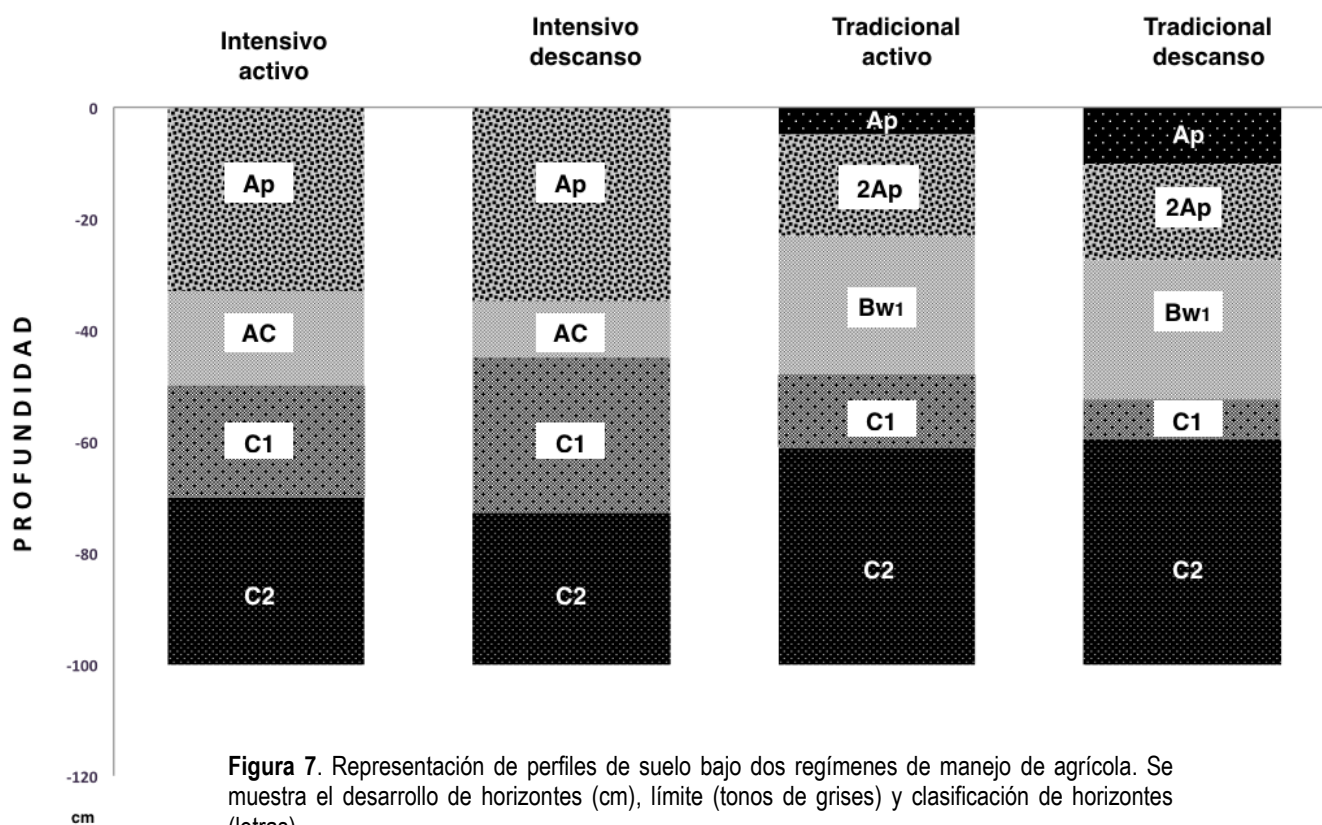 Intensivo
activo
Intensivo
descanso
Tradicional
activo
Tradicional
descanso
PROFUNDIDAD
0
-20
-40
-60
-80
-100
-120
cm
Ap
AC
C1
C2
Ap
AC
C1
C2
Ap
2Ap
Bw1
C1
C2
Ap
2Ap
Bw1
C1
C2
Figura 7. Representación de perfiles de suelo bajo dos regímenes de manejo de agrícola. Se
muestra el desarrollo de horizontes (cm), límite (tonos de grises) y clasificación de horizontes
(letras)